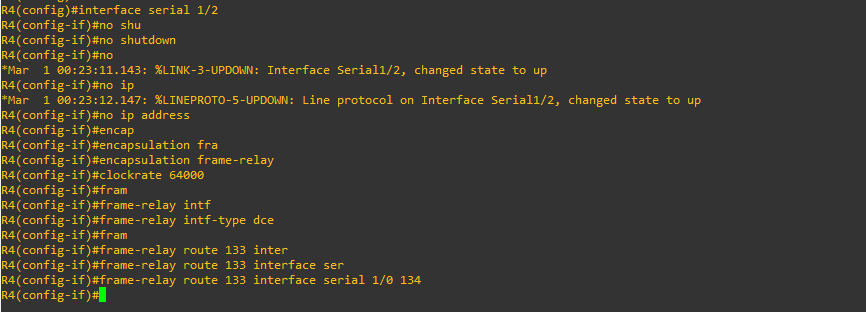 R4(config)#interface serial 1/2
R4(config-if)#no shu
R4(config-if)#no shutdown
R4(config-if)#no
*Mar  1 00:23:11.143: %LINK-3-UPDOWN: Interface Serial1/2, changed state to up
R4(config-if)#no ip
*Mar  1 00:23:12.147: %LINEPROTO-5-UPDOWN: Line protocol on Interface Serial1/2, changed state to up
R4(config-if)#no ip address
R4(config-if)#encap
R4(config-if)#encapsulation fra
R4(config-if)#encapsulation frame-relay
R4(config-if)#clockrate 64000
R4(config-if)#fram
R4(config-if)#frame-relay intf
R4(config-if)#frame-relay intf-type dce
R4(config-if)#fram
R4(config-if)#frame-relay route 133 inter
R4(config-if)#frame-relay route 133 interface ser
R4(config-if)#frame-relay route 133 interface serial 1/0 134
R4(config-if)#